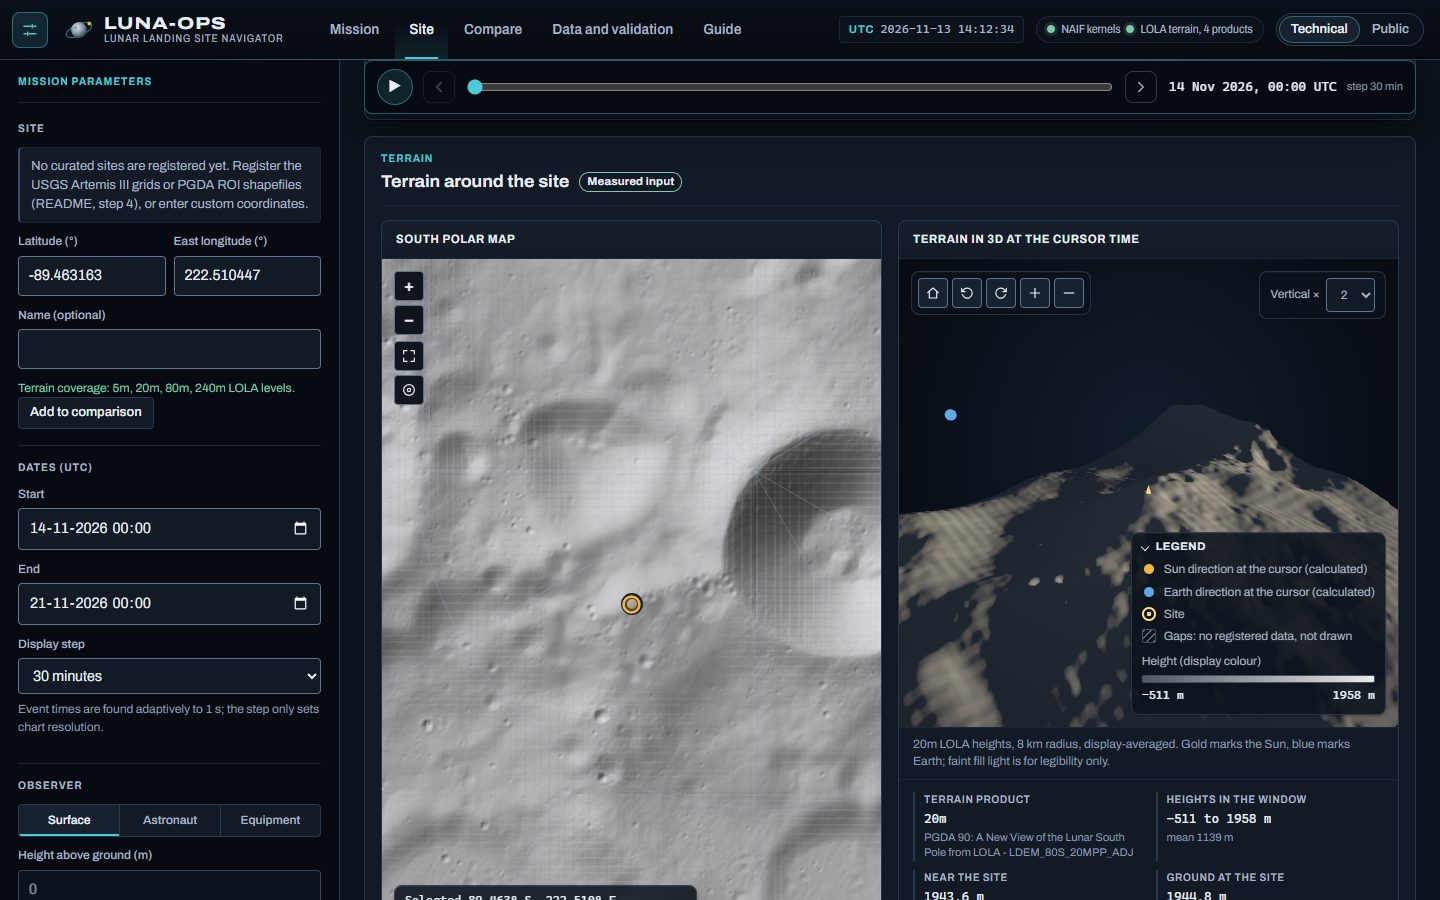 LUNA-OPS
LUNAR LANDING SITE NAVIGATOR
Mission
Site
Compare
Data and validation
Guide
UTC 2026-11-13 14:12:34
NAIF kernels
LOLA terrain, 4 products
Technical
Public
MISSION PARAMETERS
SITE
No curated sites are registered yet. Register the
USGS Artemis III grids or PGDA ROI shapefiles
(README, step 4), or enter custom coordinates.
Latitude (°)
East longitude (°)
-89.463163
222.510447
Name (optional)
Terrain coverage: 5m, 20m, 80m, 240m LOLA levels.
Add to comparison
DATES (UTC)
Start
14-11-2026 00:00
End
21-11-2026 00:00
Display step
30 minutes
Event times are found adaptively to 1 s; the step only sets
chart resolution.
OBSERVER
Surface
Astronaut
Equipment
Height above ground (m)
0
14 Nov 2026, 00:00 UTC
step 30 min
TERRAIN
Terrain around the site
Measured input
SOUTH POLAR MAP
Selected 89.4638 S, 222.5108 E
TERRAIN IN 3D AT THE CURSOR TIME
Vertical ×
2
LEGEND
Sun direction at the cursor (calculated)
Earth direction at the cursor (calculated)
Site
Gaps: no registered data, not drawn
Height (display colour)
−511 m
1958 m
20m LOLA heights, 8 km radius, display-averaged. Gold marks the Sun, blue marks
Earth; faint fill light is for legibility only.
TERRAIN PRODUCT
20m
PGDA 90: A New View of the Lunar South
Pole from LOLA - LDEM_80S_20MPP_ADJ
HEIGHTS IN THE WINDOW
−511 to 1958 m
mean 1139 m
NEAR THE SITE
1943.6 m
GROUND AT THE SITE
1944.8 m